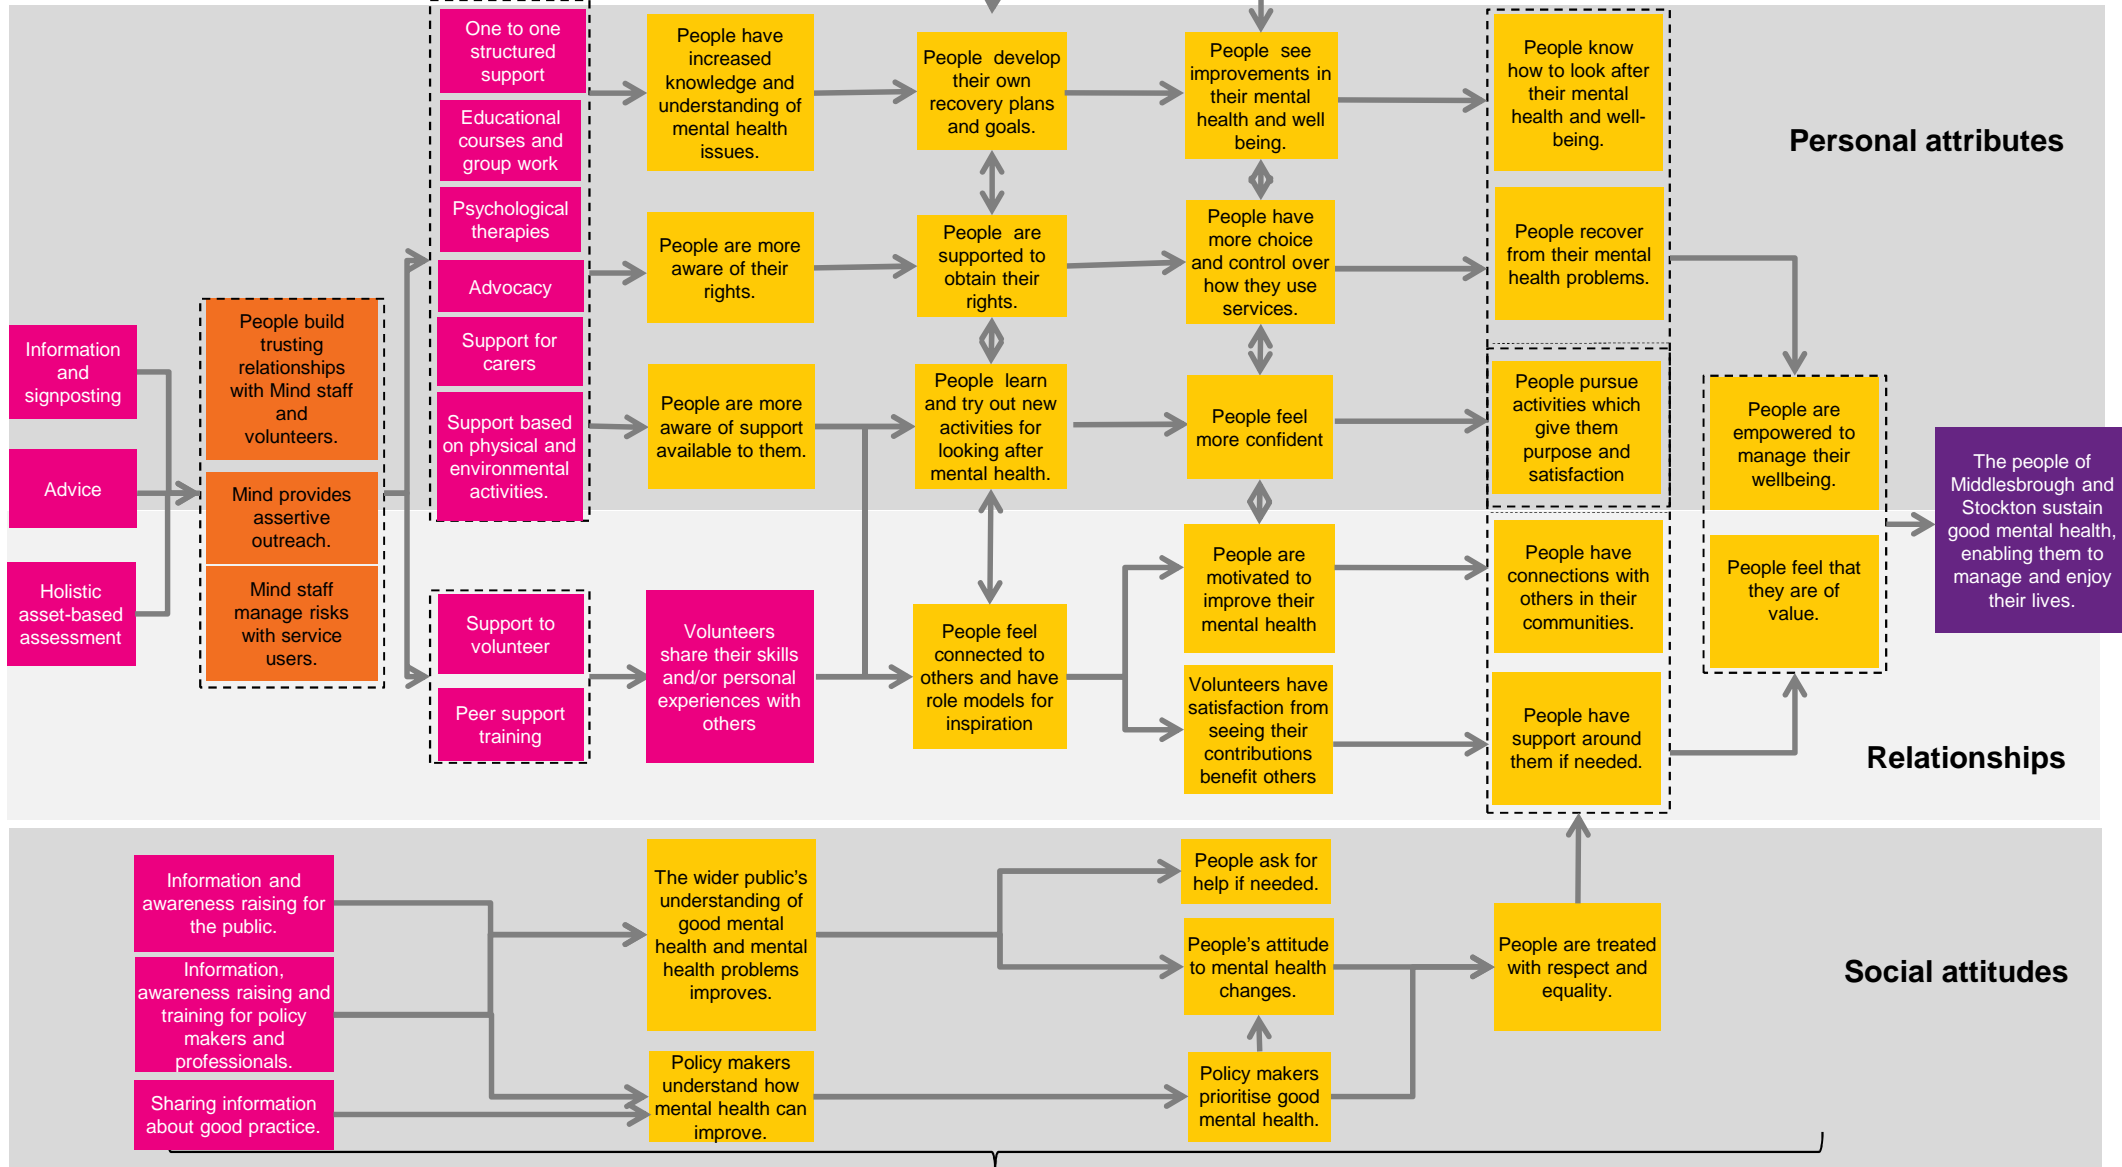 One to one
structured
support
Educational
courses and
group work
Psychological
therapies
Advocacy
Support for
carers
Support based
on physical and
environmental
activities.
People have
increased
knowledge and
understanding of
mental health
issues.
People develop
their own
recovery plans
and goals.
People see
improvements in
their mental
health and well
being.
People know
how to look after
their mental
health and well-
being.
Personal attributes
People are more
aware of their
rights.
People are
supported to
obtain their
rights.
People have
more choice
and control over
how they use
services.
People recover
from their mental
health problems.
Information
and
signposting
Advice
Holistic
asset-based
assessment
People build
trusting
relationships
with Mind staff
and
volunteers.
Mind provides
assertive
outreach.
Mind staff
manage risks
with service
users.
People are more
aware of support
available to them.
People learn
and try out new
activities for
looking after
mental health.
People feel
more confident
People pursue
activities which
give them
purpose and
satisfaction
People are
empowered to
manage their
wellbeing.
People feel that
they are of
value.
The people of
Middlesbrough and
Stockton sustain
good mental health,
enabling them to
manage and enjoy
their lives.
Support to
volunteer
Peer support
training
Volunteers
share their skills
and/or personal
experiences with
others
People feel
connected to
others and have
role models for
inspiration
People are
motivated to
improve their
mental health
Volunteers have
satisfaction from
seeing their
contributions
benefit others
People have
connections with
others in their
communities.
People have
support around
them if needed.
Relationships
Information and
awareness raising for
the public.
Information,
awareness raising and
training for policy
makers and
professionals.
Sharing information
about good practice.
The wider public’s
understanding of
good mental
health and mental
health problems
improves.
Policy makers
understand how
mental health can
improve.
People ask for
help if needed.
People’s attitude
to mental health
changes.
Policy makers
prioritise good
mental health.
People are treated
with respect and
equality.
Social attitudes